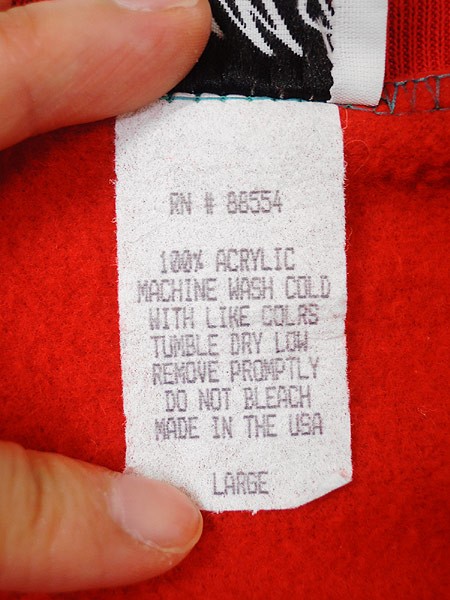 RN # 88554
100% ACRYLIC
MACHINE WASH COLD
WITH LIKE COLRS
TUMBLE DRY LOW
REMOVE PROMPTLY
DO NOT BLEACH
MADE IN THE USA
LARGE